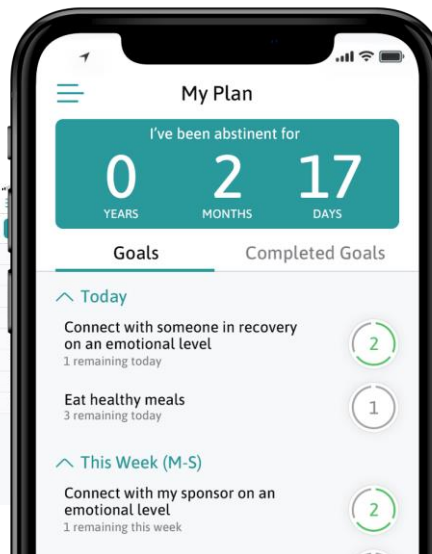 My Plan
I've been abstinent for
0 2 17
YEARS MONTHS DAYS
Goals Completed Goals
Today
Connect with someone in recovery
on an emotional level
1 remaining today
2
Eat healthy meals
3 remaining today
1
This Week (M-S)
Connect with my sponsor on an
emotional level
1 remaining this week
2